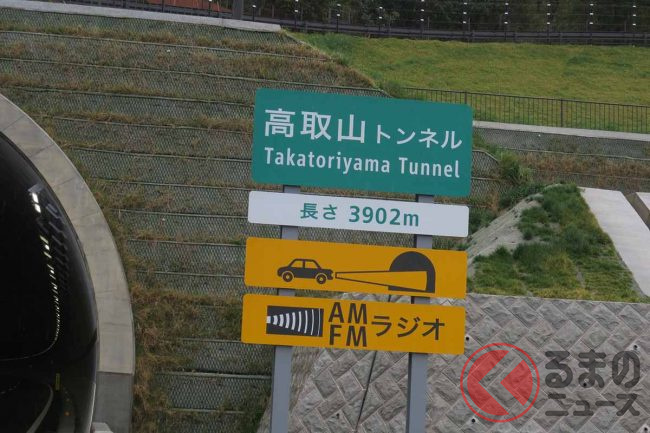 高取山トンネル
Takatoriyama Tunnel
長さ 3902m
AM
FM ラジオ
くるまの
ニュース